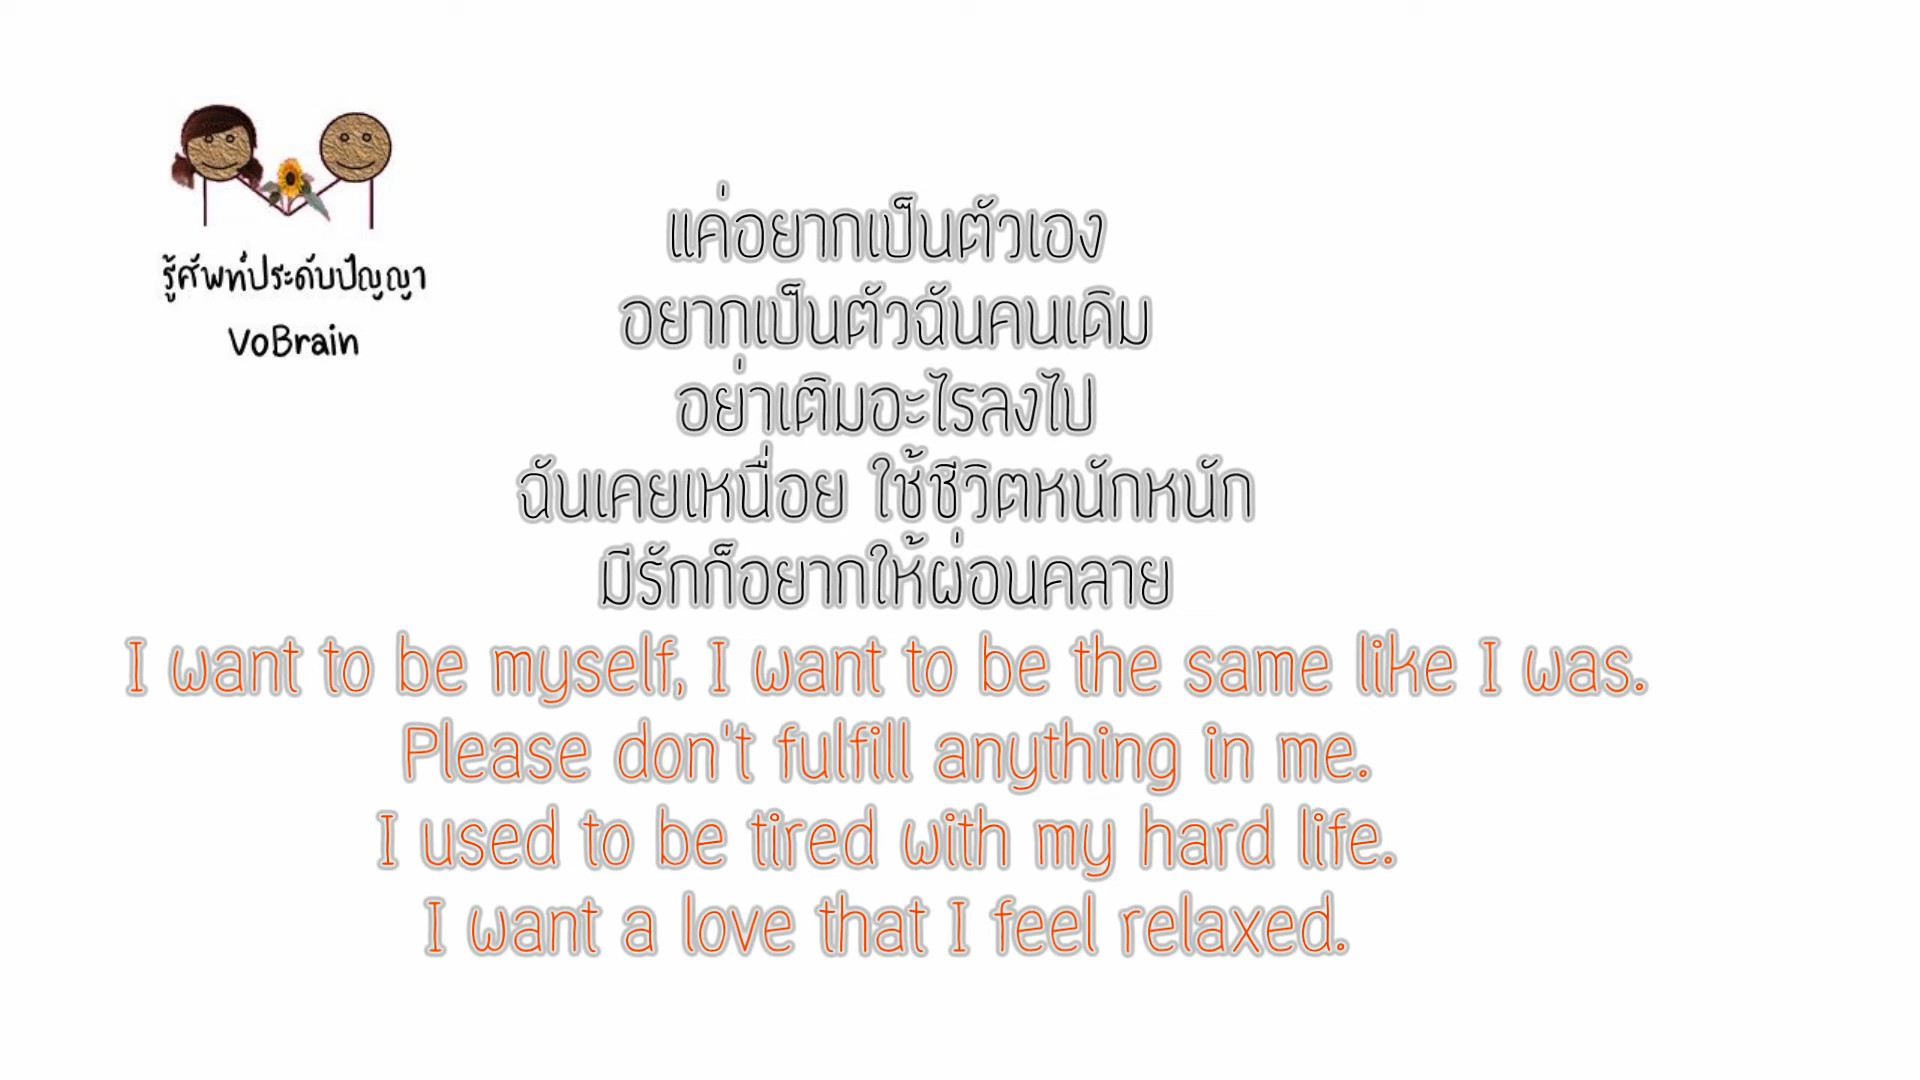 รู้ศัพท์ประดับปัญญา
VoBrain
แค่อยากเป็นตัวเอง
อยากเป็นตัวฉันคนเดิม
อย่าเติมอะไรลงไป
ฉันเคยเหนื่อย ใช้ชีวิตหนักหนัก
มีรักก็อยากให้ผ่อนคลาย
I want to be myself, I want to be the same like I was.
Please don't fulfill anything in me.
I used to be tired with my hard life.
I want a love that I feel relaxed.